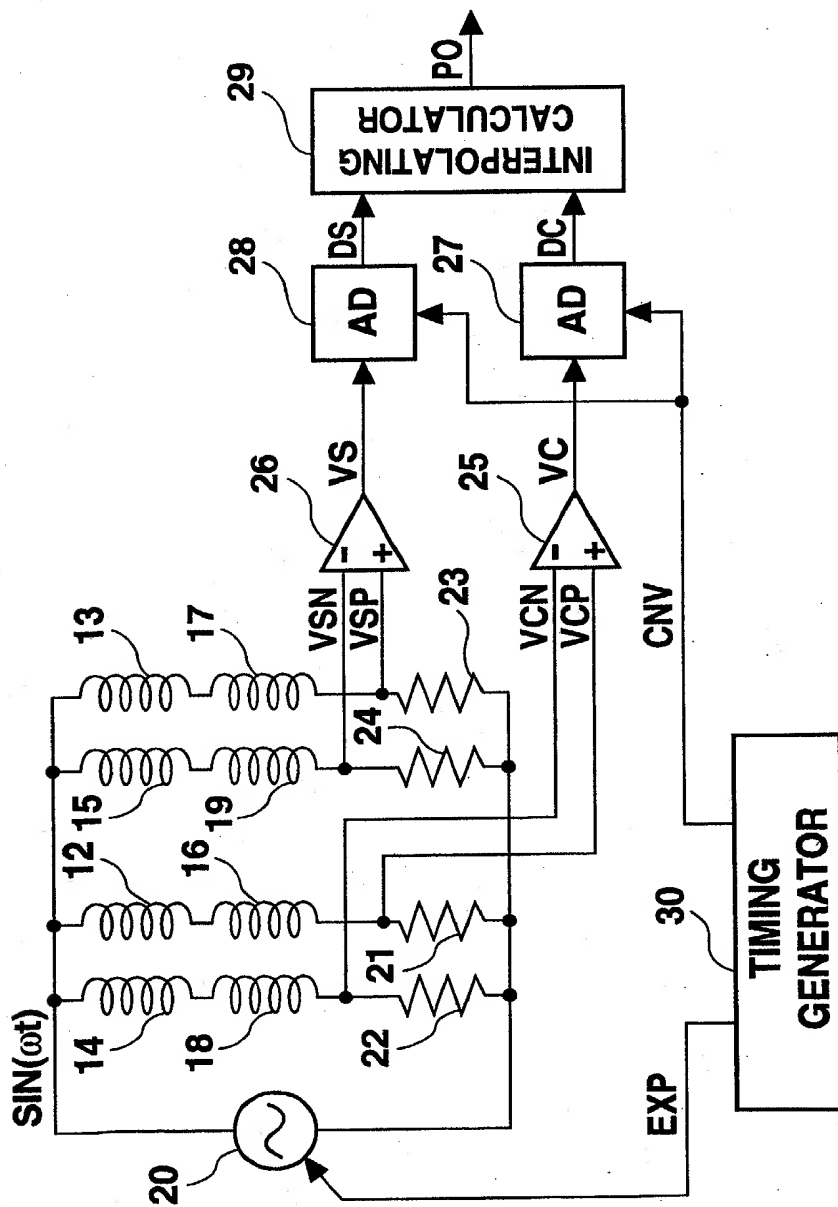 SIN(ωt)
20
14
18
12
16
15
19
13
17
22
21
24
23
VSN
VSP
VCN
VCP
-
+
-
+
26
25
VS
VC
28
AD
27
AD
DS
DC
29
INTERPOLATING
CALCULATOR
PO
CNV
EXP
30
TIMING
GENERATOR